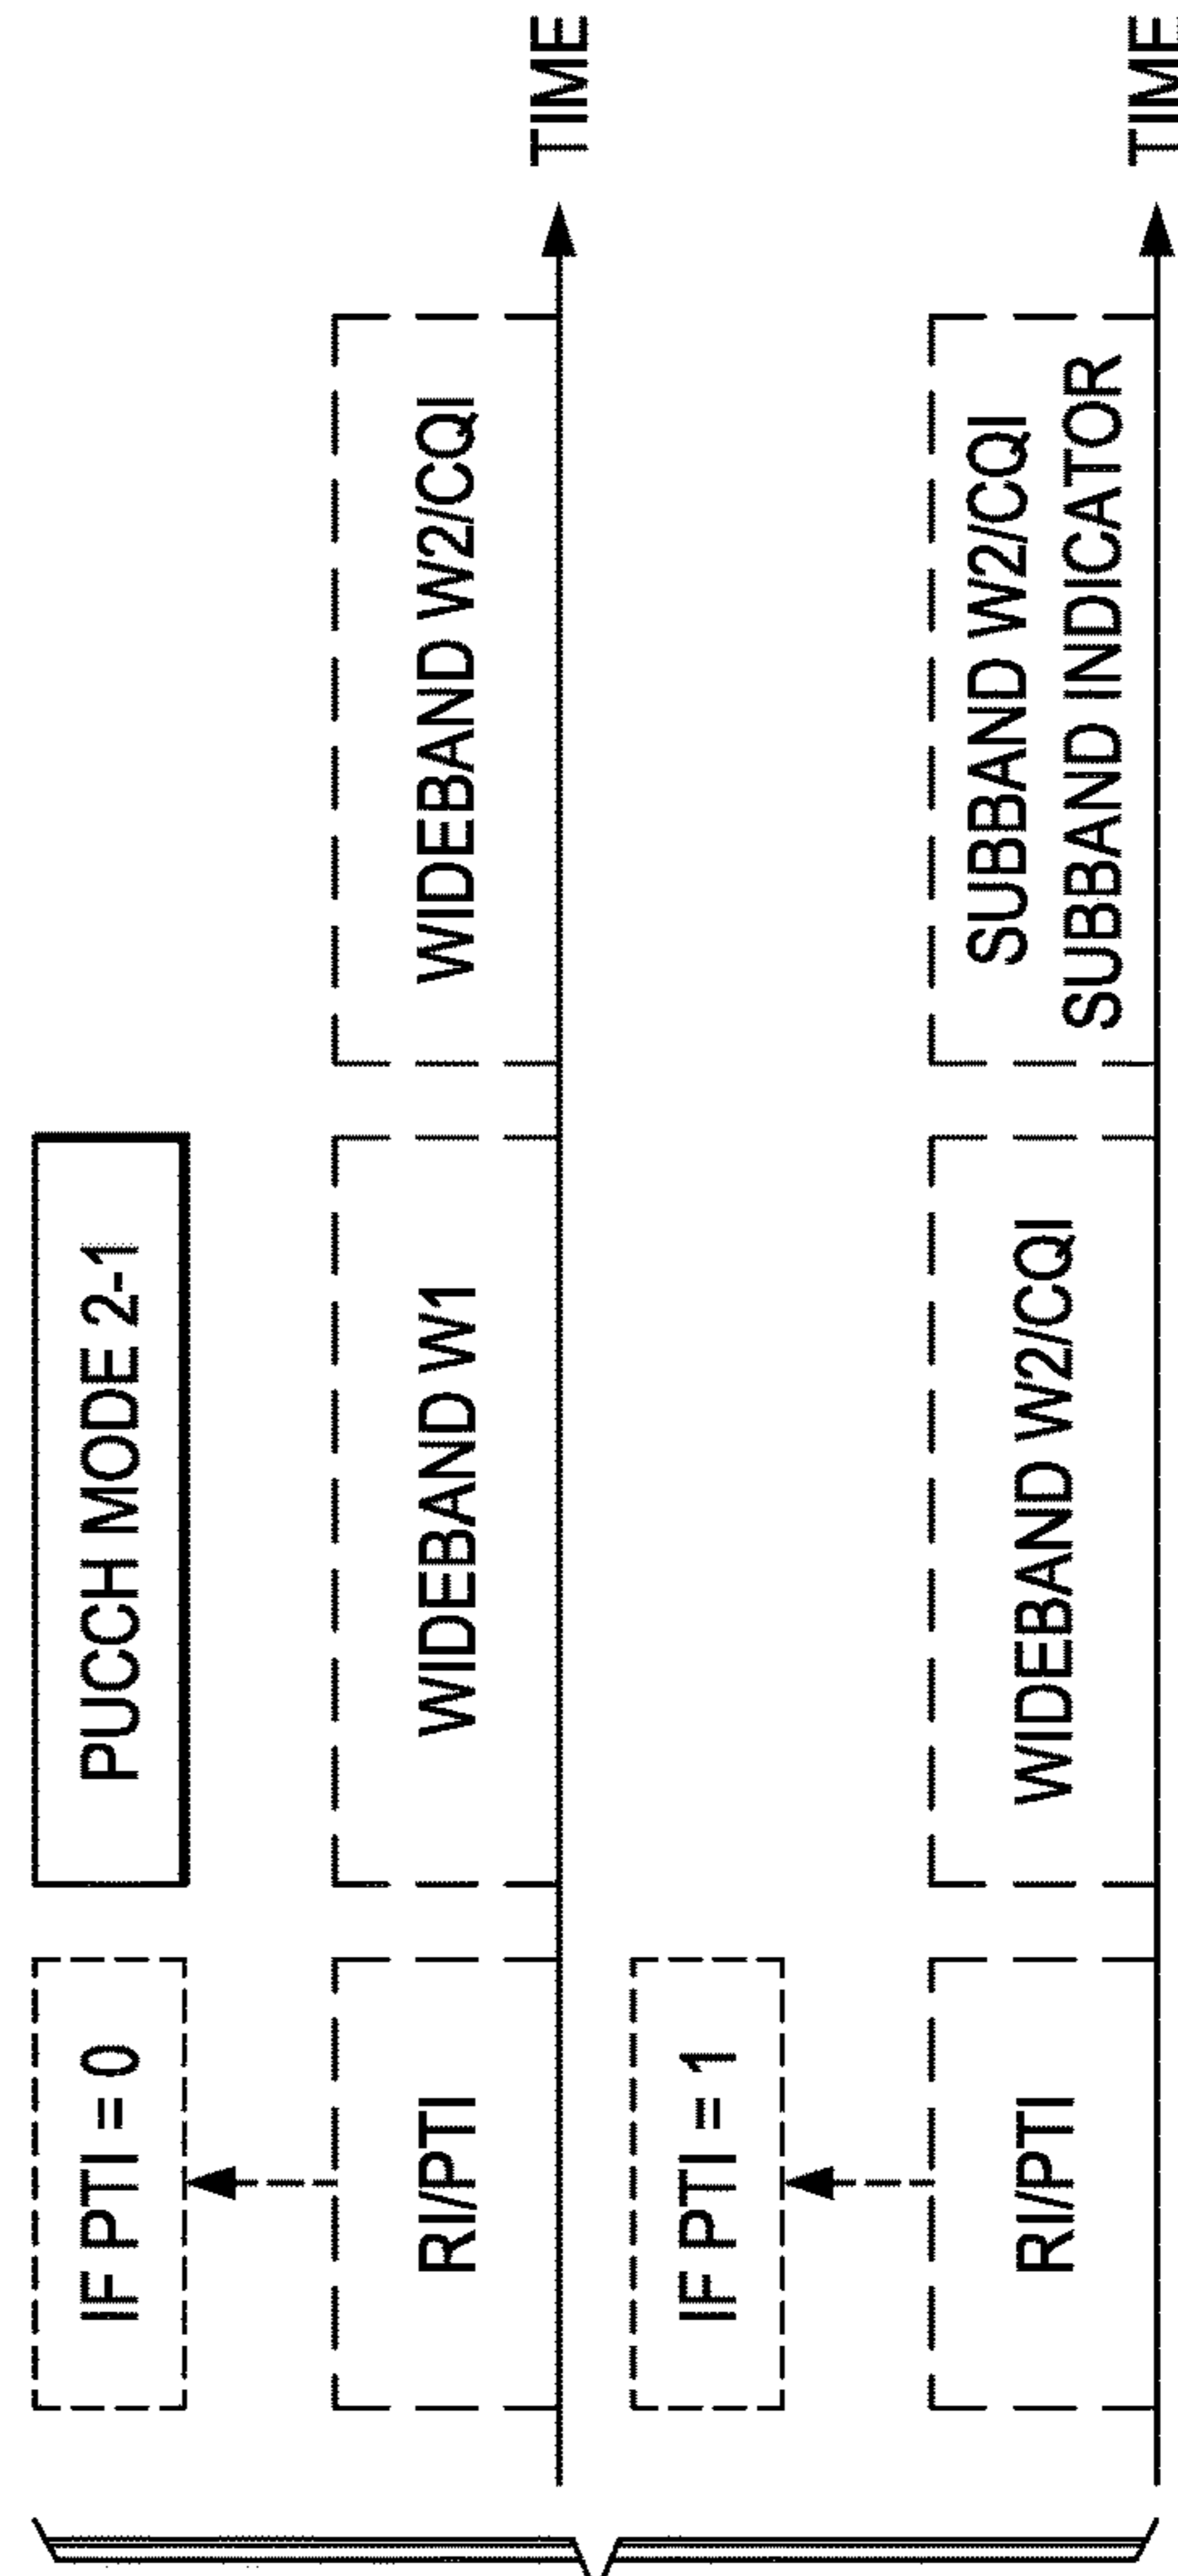 IF PTI = 0
PUCCH MODE 2-1
RI/PTI
WIDEBAND W1
WIDEBAND W2/CQI
TIME
IF PTI = 1
RI/PTI
WIDEBAND W2/CQI
SUBBAND W2/CQI
SUBBAND INDICATOR
TIME